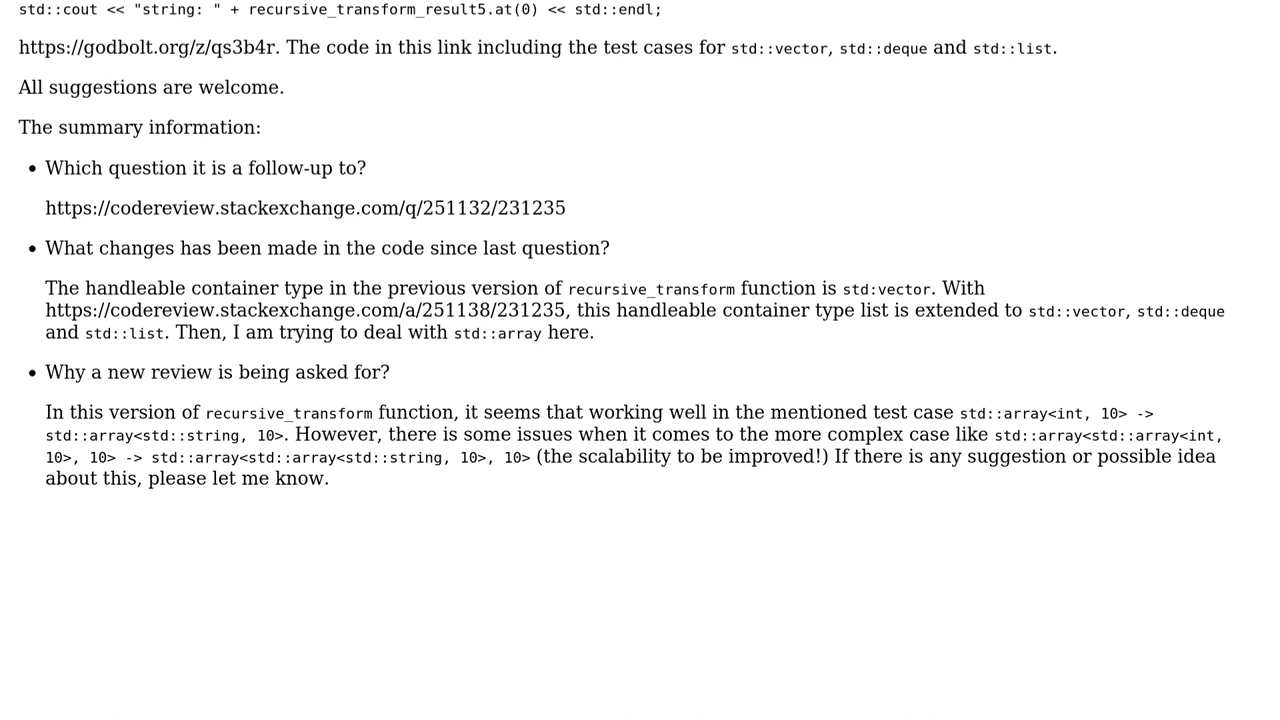 std::cout << "string: " + recursive_transform_result5.at(0) << std::endl;
https://godbolt.org/z/qs3b4r. The code in this link including the test cases for std::vector, std::deque and std::list.
All suggestions are welcome.
The summary information:
• Which question it is a follow-up to?
https://codereview.stackexchange.com/q/251132/231235
• What changes has been made in the code since last question?
The handleable container type in the previous version of recursive_transform function is std:vector. With
https://codereview.stackexchange.com/a/251138/231235, this handleable container type list is extended to std::vector, std::deque
and std::list. Then, I am trying to deal with std::array here.
• Why a new review is being asked for?
In this version of recursive_transform function, it seems that working well in the mentioned test case std::array<int, 10> ->
std::array<std::string, 10>. However, there is some issues when it comes to the more complex case like std::array<std::array<int,
10>, 10> -> std::array<std::array<std::string, 10>, 10> (the scalability to be improved!) If there is any suggestion or possible idea
about this, please let me know.